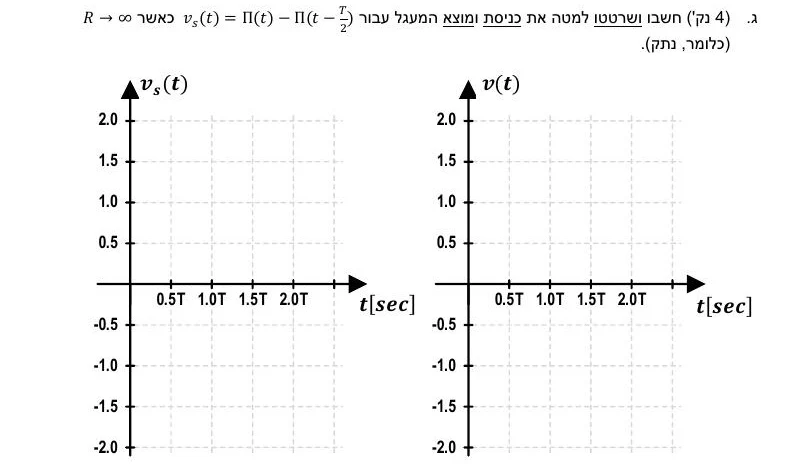 ג. (4 נק') חשבו ושרטטו למטה את כניסת ומוצא המעגל עבור v_s(t) = Π(t) − Π(t − T/2) כאשר R → ∞
(כלומר, נתק).
v_s(t)
2.0
1.5
1.0
0.5
0.5T 1.0T 1.5T 2.0T
t[sec]
-0.5
-1.0
-1.5
-2.0
v(t)
2.0
1.5
1.0
0.5
0.5T 1.0T 1.5T 2.0T
t[sec]
-0.5
-1.0
-1.5
-2.0